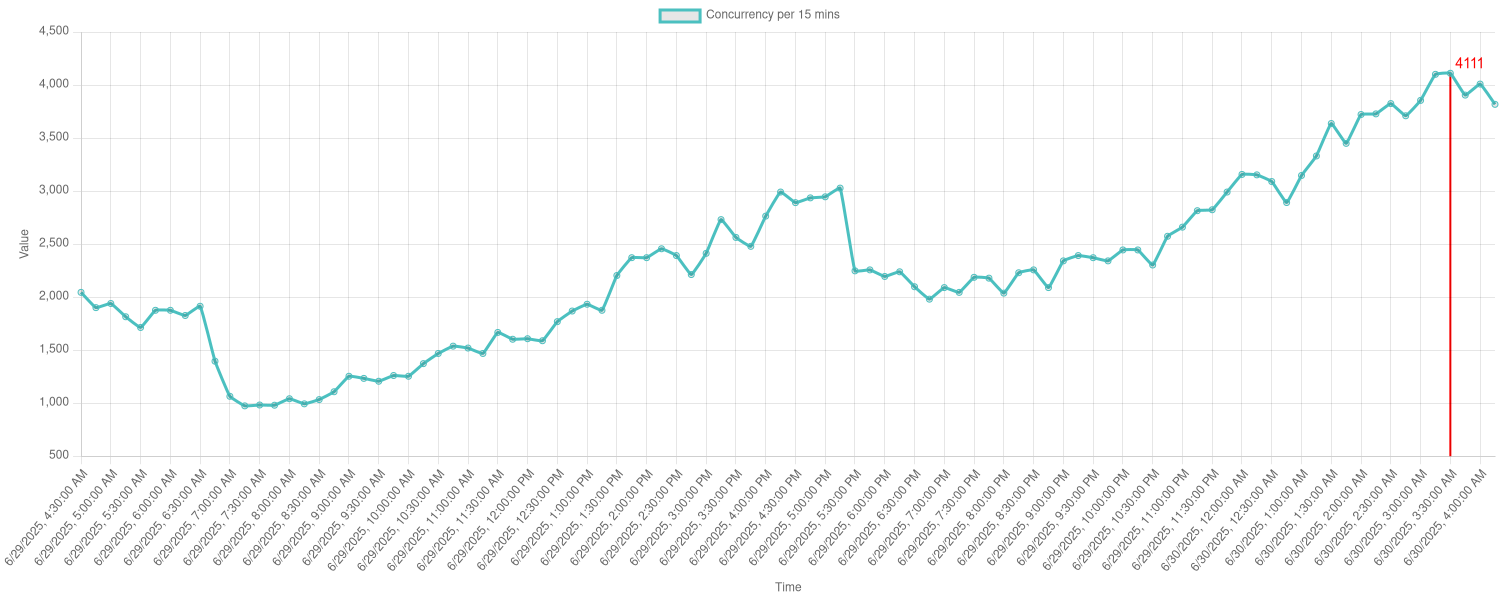 Concurrency per 15 mins
4,500
4,000
3,500
3,000
2,500
2,000
1,500
1,000
500
Value
4111
6/29/2025, 4:30:00 AM
6/29/2025, 5:00:00 AM
6/29/2025, 5:30:00 AM
6/29/2025, 6:00:00 AM
6/29/2025, 6:30:00 AM
6/29/2025, 7:00:00 AM
6/29/2025, 7:30:00 AM
6/29/2025, 8:00:00 AM
6/29/2025, 8:30:00 AM
6/29/2025, 9:00:00 AM
6/29/2025, 9:30:00 AM
6/29/2025, 10:00:00 AM
6/29/2025, 10:30:00 AM
6/29/2025, 11:00:00 AM
6/29/2025, 11:30:00 AM
6/29/2025, 12:00:00 PM
6/29/2025, 12:30:00 PM
6/29/2025, 1:00:00 PM
6/29/2025, 1:30:00 PM
6/29/2025, 2:00:00 PM
6/29/2025, 2:30:00 PM
6/29/2025, 3:00:00 PM
6/29/2025, 3:30:00 PM
6/29/2025, 4:00:00 PM
6/29/2025, 4:30:00 PM
6/29/2025, 5:00:00 PM
6/29/2025, 5:30:00 PM
6/29/2025, 6:00:00 PM
6/29/2025, 6:30:00 PM
6/29/2025, 7:00:00 PM
6/29/2025, 7:30:00 PM
6/29/2025, 8:00:00 PM
6/29/2025, 8:30:00 PM
6/29/2025, 9:00:00 PM
6/29/2025, 9:30:00 PM
6/29/2025, 10:00:00 PM
6/29/2025, 10:30:00 PM
6/29/2025, 11:00:00 PM
6/29/2025, 11:30:00 PM
6/30/2025, 12:00:00 AM
6/30/2025, 12:30:00 AM
6/30/2025, 1:00:00 AM
6/30/2025, 1:30:00 AM
6/30/2025, 2:00:00 AM
6/30/2025, 2:30:00 AM
6/30/2025, 3:00:00 AM
6/30/2025, 3:30:00 AM
6/30/2025, 4:00:00 AM
Time